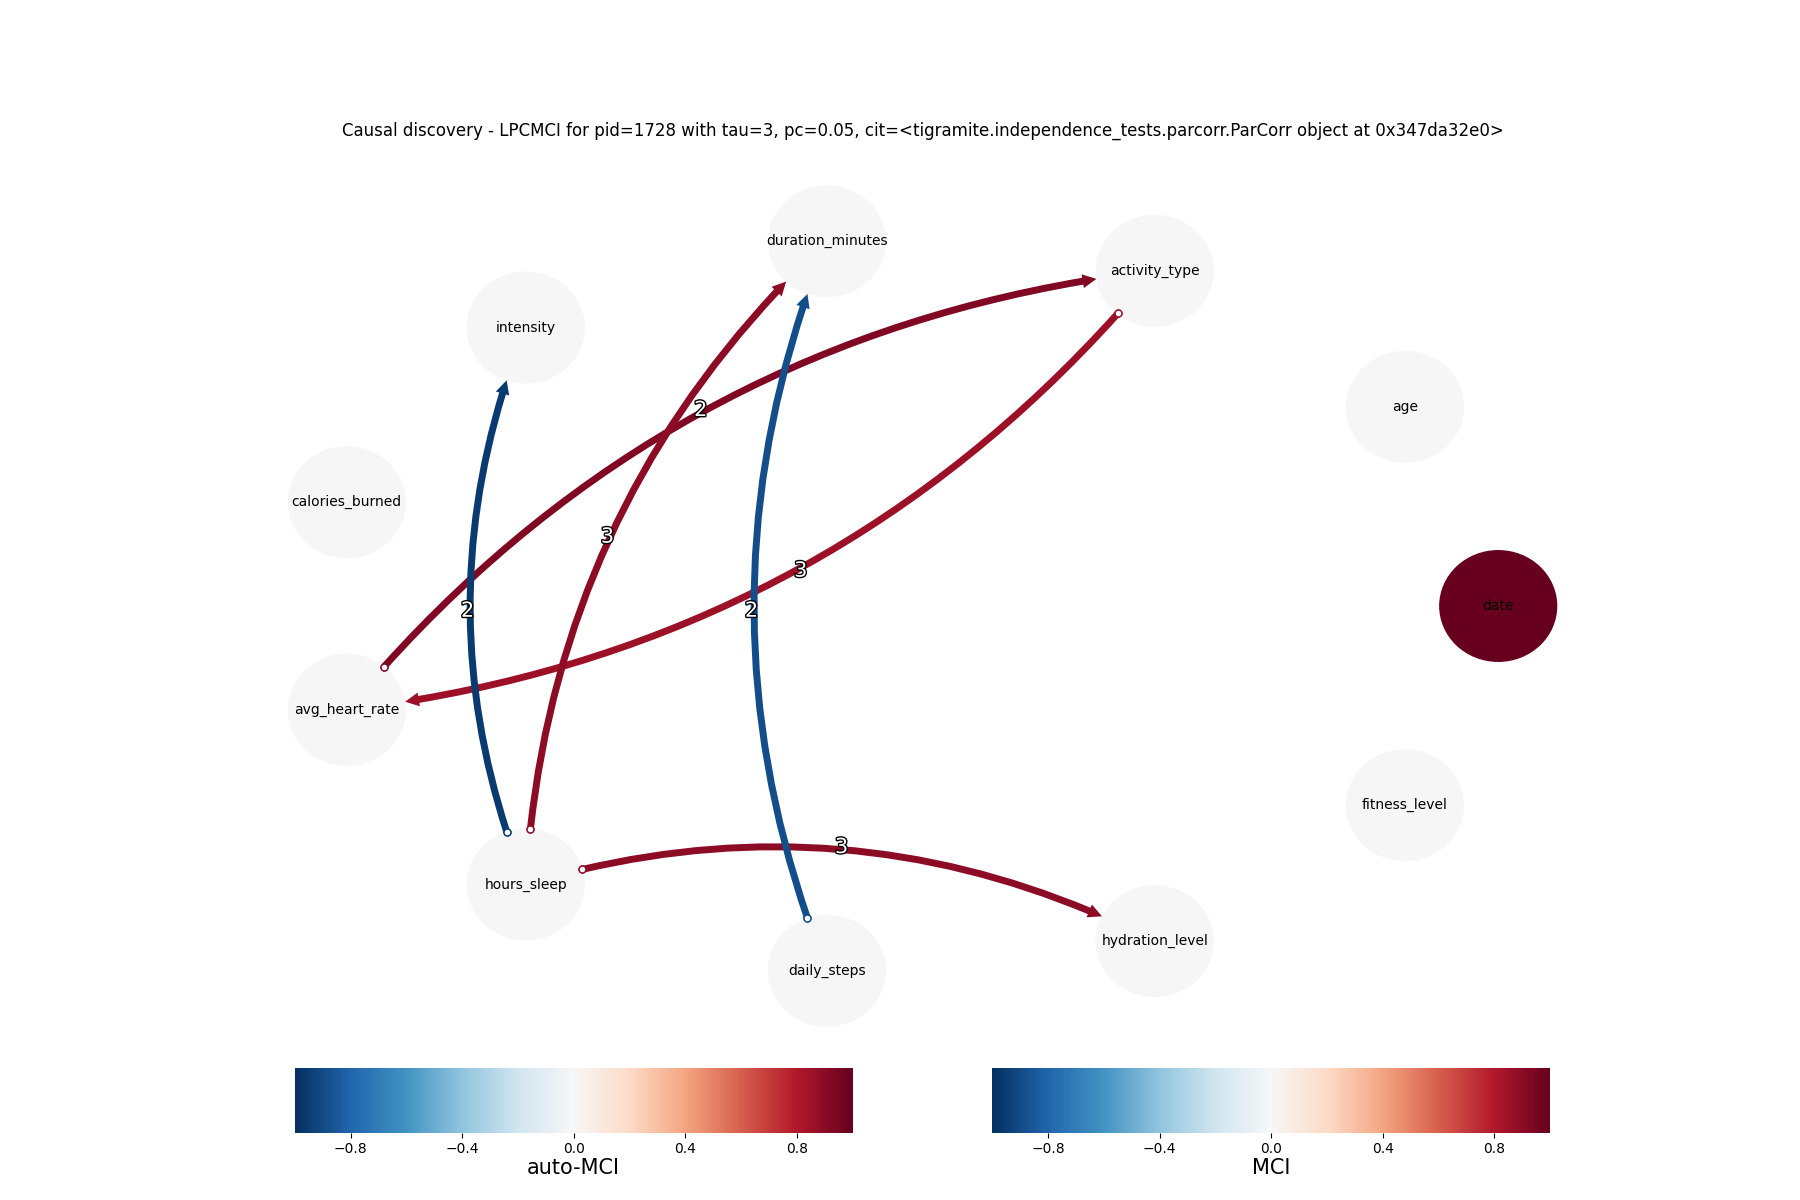 Causal discovery - LPCMCI for pid=1728 with tau=3, pc=0.05, cit=<tigramite.independence_tests.parcorr.ParCorr object at 0x347da32e0>
duration_minutes
activity_type
intensity
age
2
calories_burned
3
3
date
2
2
avg_heart_rate
fitness_level
3
hours_sleep
hydration_level
daily_steps
−0.8 −0.4 0.0 0.4 0.8
auto-MCI
−0.8 −0.4 0.0 0.4 0.8
MCI